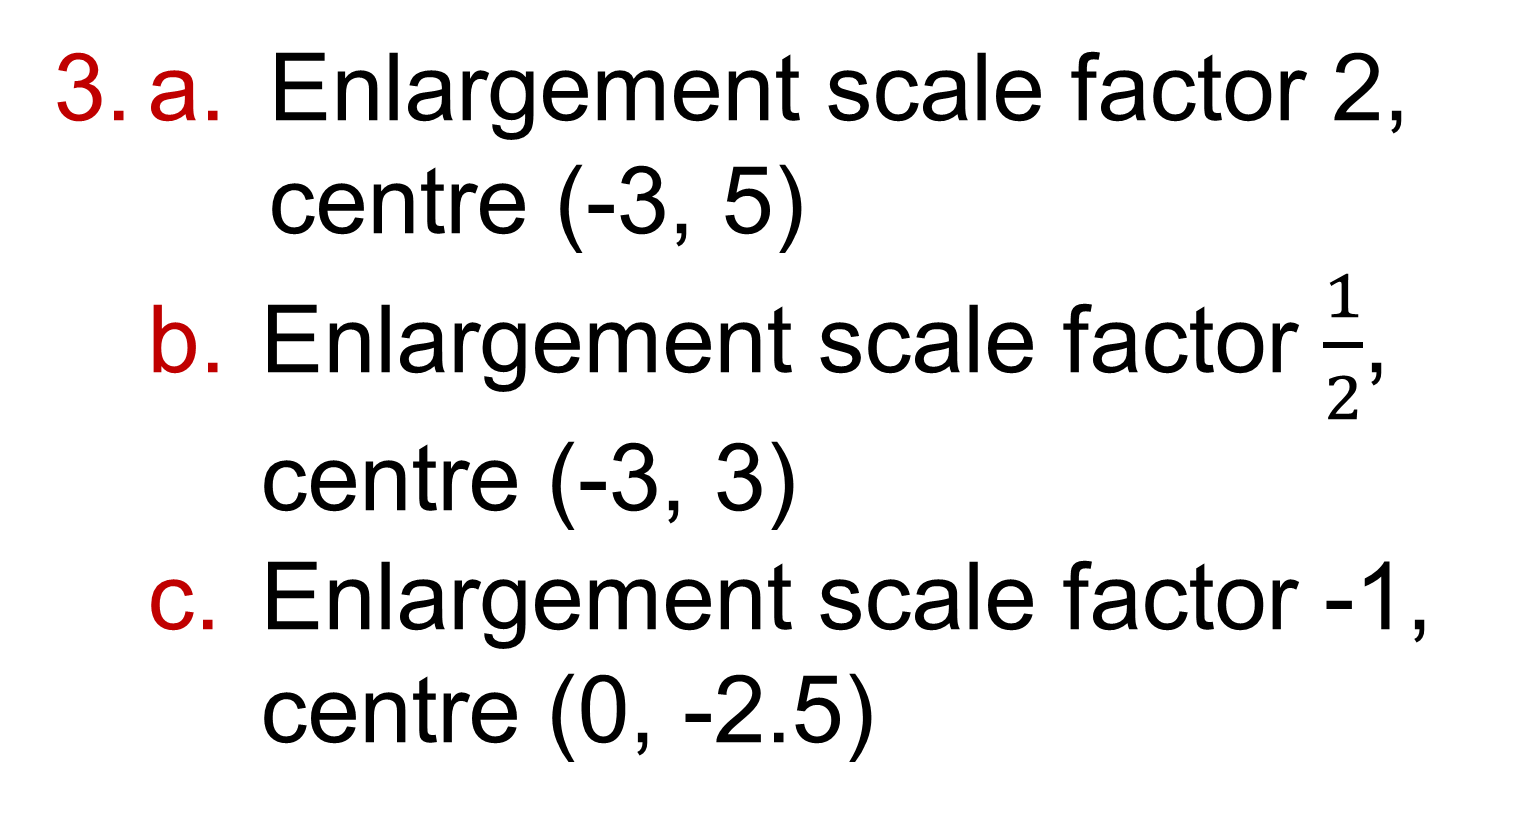 3. a. Enlargement scale factor 2,
centre (-3, 5)
b. Enlargement scale factor 1/2,
centre (-3, 3)
c. Enlargement scale factor -1,
centre (0, -2.5)